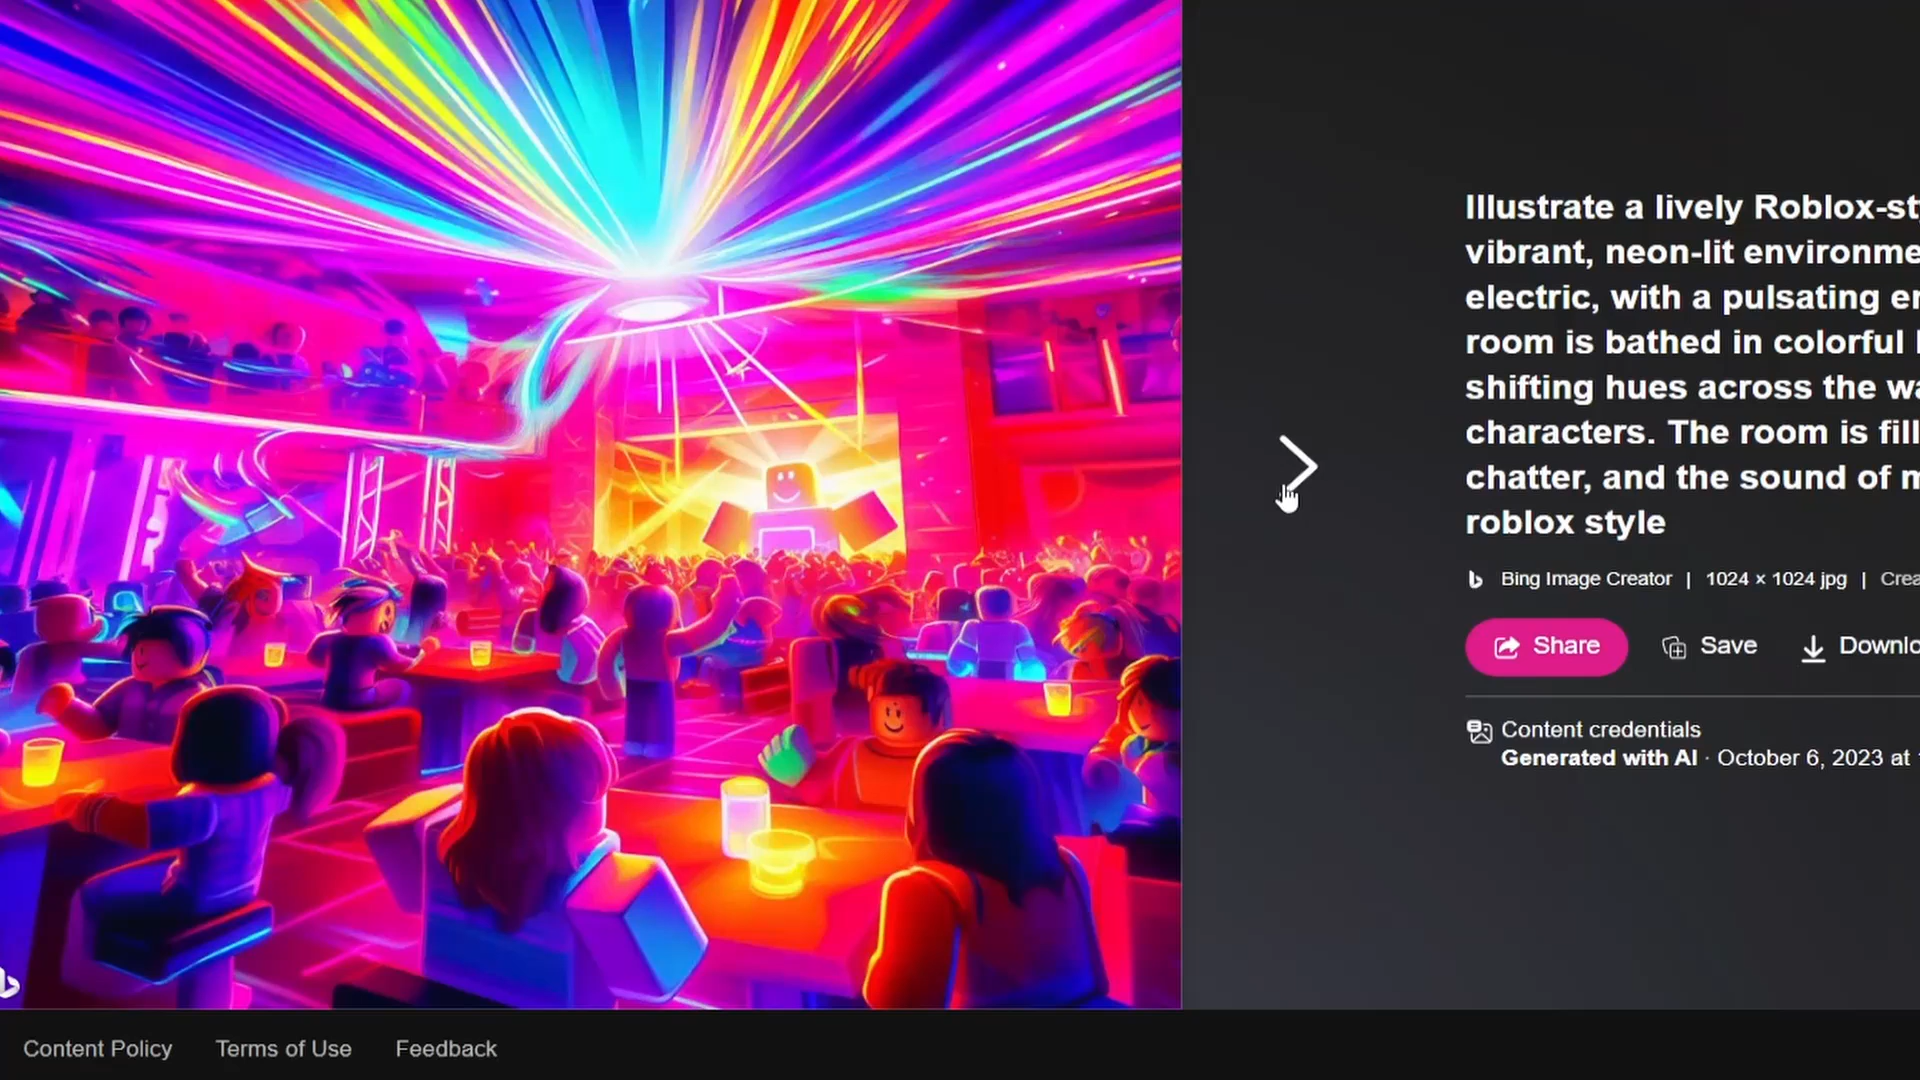 Illustrate a lively Roblox-st
vibrant, neon-lit environme
electric, with a pulsating e
room is bathed in colorful
shifting hues across the wa
characters. The room is fill
chatter, and the sound of m
roblox style
Bing Image Creator | 1024 × 1024 jpg | Crea
Share Save Downlo
Content credentials
Generated with AI · October 6, 2023 at
Content Policy Terms of Use Feedback